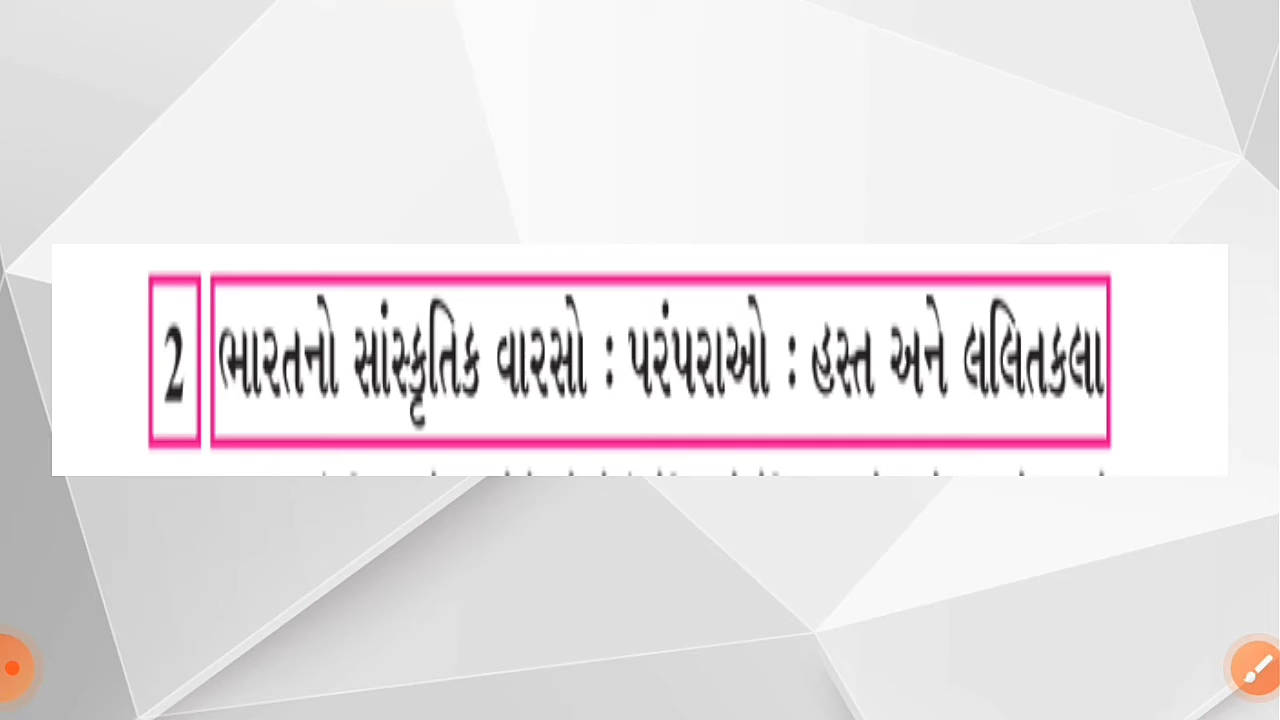 2 ભારતનો સાંસ્કૃતિક વારસો : પરંપરાઓ : હસ્ત અને લલિતકલા